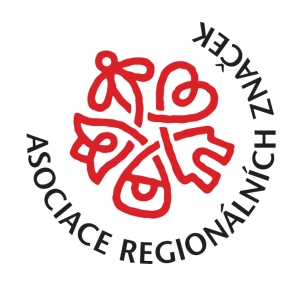 ASOCIACE REGIONÁLNÍCH ZNAČEK